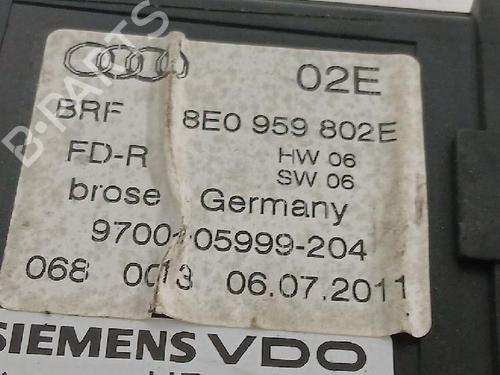 02E
BRF 8E0 959 802E
FD-R HW 06
SW 06
brose Germany
05999-204
068 0013 06.07.2011
SIEMENS VDO
B-PARTS